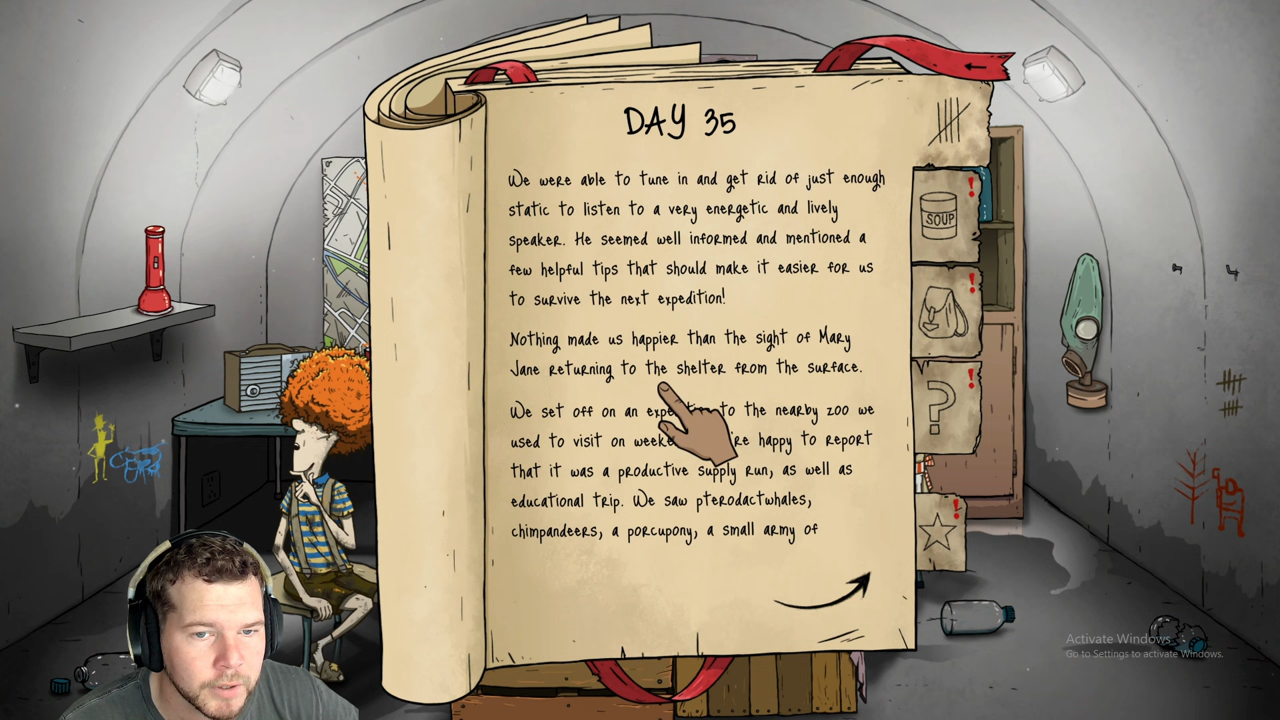 DAY 35
We were able to tune in and get rid of just enough
static to listen to a very energetic and lively
speaker. He seemed well informed and mentioned a
few helpful tips that should make it easier for us
to survive the next expedition!
Nothing made us happier than the sight of Mary
Jane returning to the shelter from the surface.
We set off on an to the nearby zoo we
used to visit on happy to report
that it was a productive supply run, as well as
educational trip. We saw pterodactwhales,
chimpandeers, a porcupony, a small army of
SOUP
!
!
?
!
!
Activate Windows
Go to Settings to activate Windows.